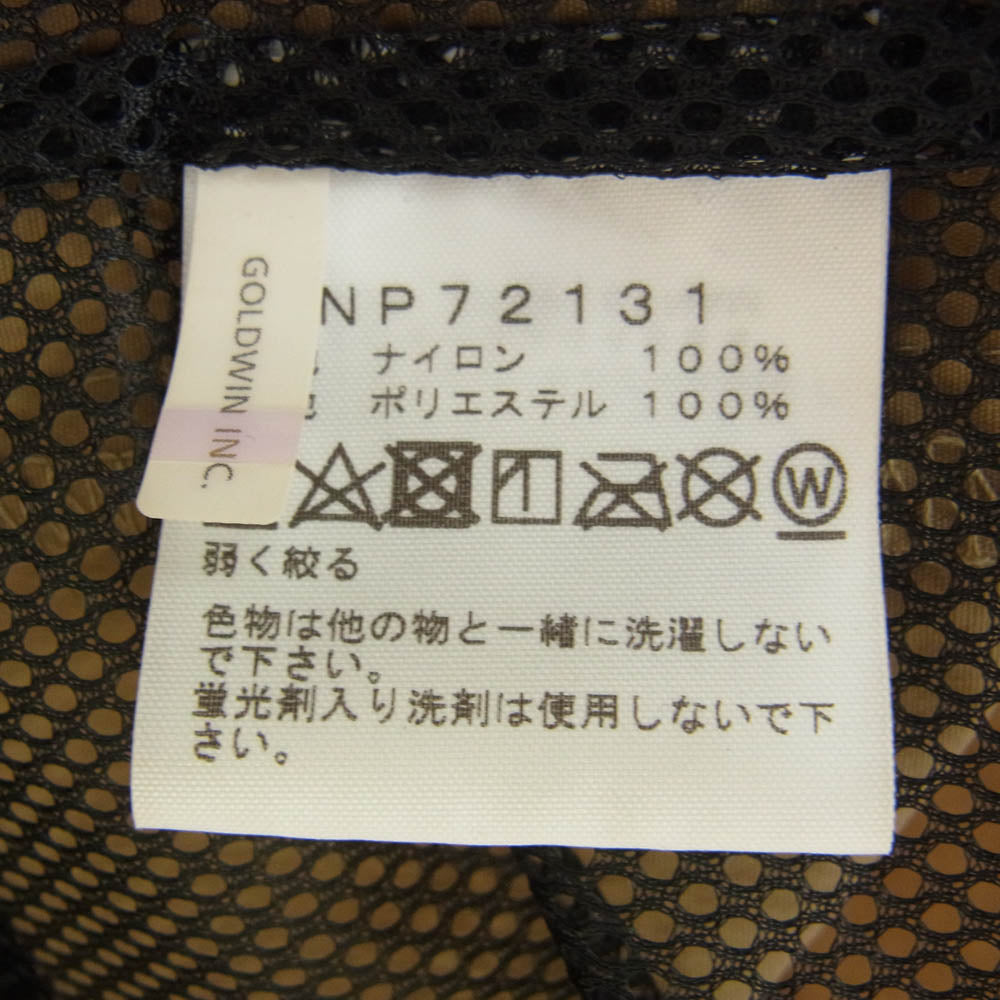 GOLDWIN INC.
NP72131
ナイロン 100%
ポリエステル 100%
W
弱く絞る
色物は他の物と一緒に洗濯しない
で下さい。
蛍光剤入り洗剤は使用しないで下
さい。